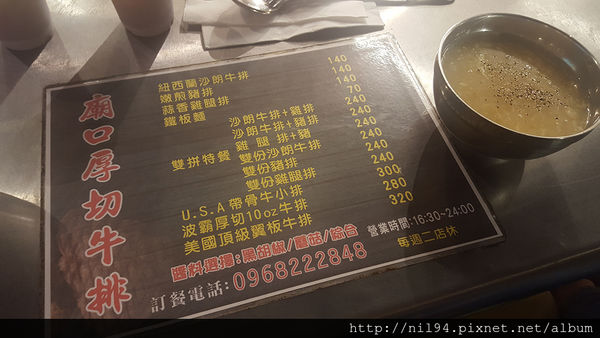 廟口厚切牛排
紐西蘭沙朗牛排 140
嫩煎豬排 140
蒜香雞腿排 140
鐵板麵 70
沙朗牛排+雞排 240
沙朗牛排+豬排 240
雞腿排+豬 240
雙拼特餐 雙份沙朗牛排 240
雙份豬排 240
雙份雞腿排 240
U.S.A帶骨牛小排 300
波霸厚切10oz牛排 280
美國頂級翼板牛排 320
醬料選擇:黑胡椒/蘑菇/綜合
營業時間:16:30~24:00
訂餐電話:0968222848
每週二店休
http://nil94.pixnet.net/album